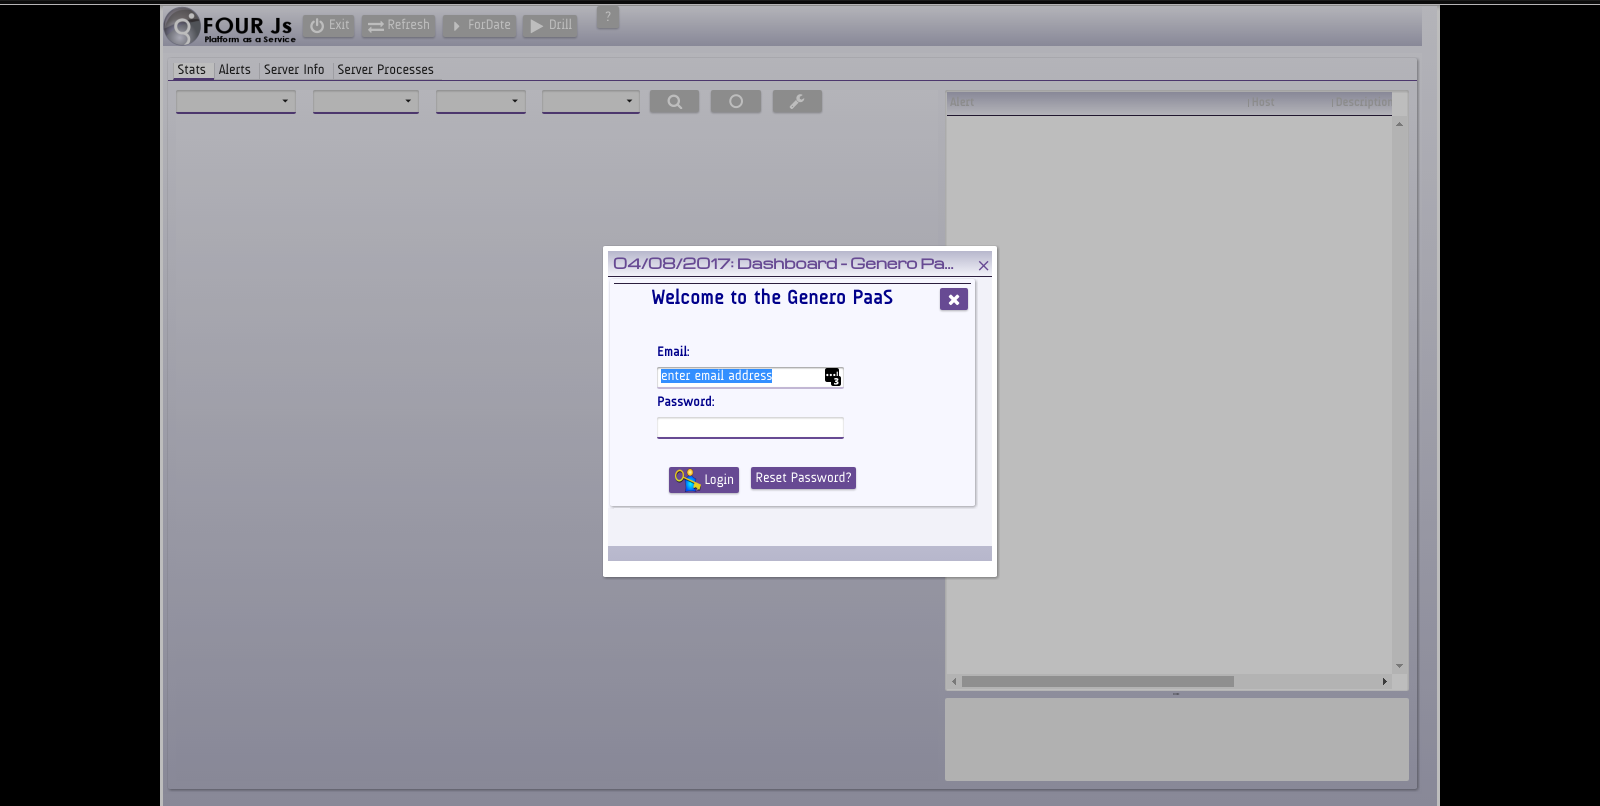 FOUR Js
Platform as a Service
Exit
Refresh
ForDate
Drill
?
Stats
Alerts
Server Info
Server Processes
Alert
Host
Description
04/08/2017: Dashboard - Genero Pa...
Welcome to the Genero PaaS
Email:
enter email address
3
Password:
Login
Reset Password?